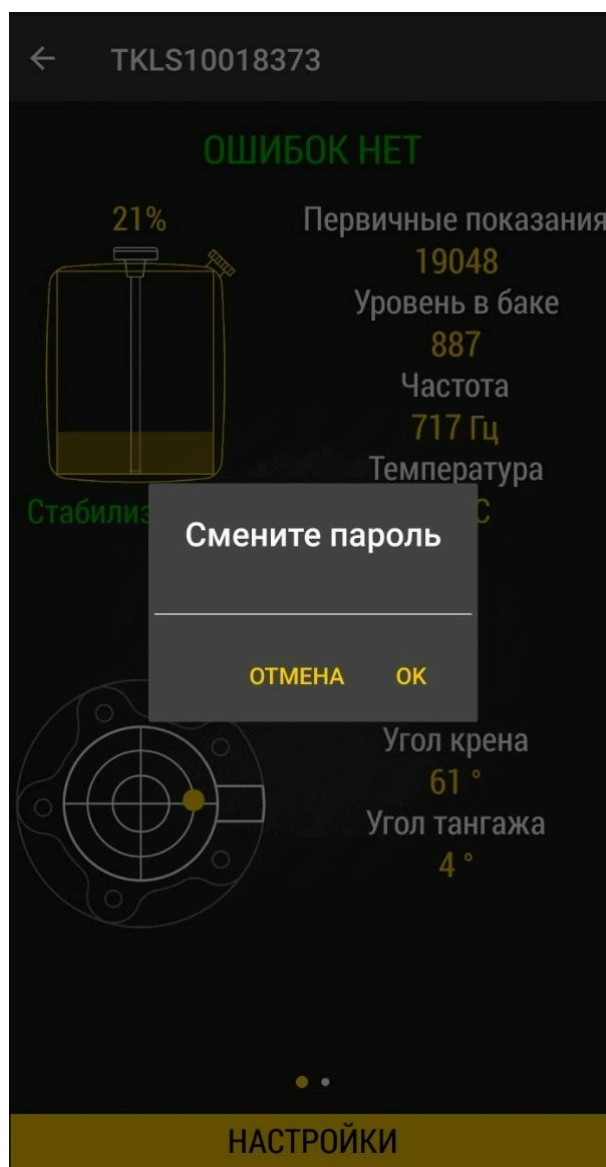 TKLS10018373
ОШИБОК НЕТ
21%
Первичные показания
19048
Уровень в баке
887
Частота
717 Гц
Температура
C
Смените пароль
ОТМЕНА
ОК
Угол крена
61 °
Угол тангажа
4 °
НАСТРОЙКИ